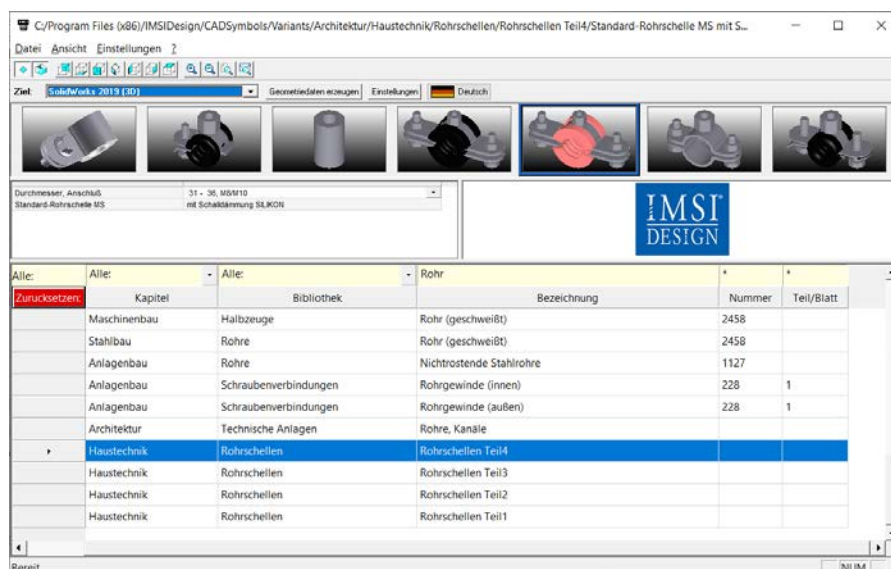 C:/Program Files (x86)/IMSIDesign/CADSymbols/Variants/Architektur/Haustechnik/Rohrschellen/Rohrschellen Teil4/Standard-Rohrschelle MS mit S...
Datei Ansicht Einstellungen ?
Ziel: SolidWorks 2019 (3D) Geometriedaten erzeugen Einstellungen Deutsch
Durchmesser, Anschluß 31 - 36, M8/M10
Standard-Rohrschelle MS mit Schalldämmung SILIKON
IMSI
DESIGN
Alle: Alle: Alle: Rohr * *
Zurucksetzen: Kapitel Bibliothek Bezeichnung Nummer Teil/Blatt
Maschinenbau Halbzeuge Rohr (geschweißt) 2458
Stahlbau Rohre Rohr (geschweißt) 2458
Anlagenbau Rohre Nichtrostende Stahlrohre 1127
Anlagenbau Schraubenverbindungen Rohrgewinde (innen) 228 1
Anlagenbau Schraubenverbindungen Rohrgewinde (außen) 228 1
Architektur Technische Anlagen Rohre, Kanäle
Haustechnik Rohrschellen Rohrschellen Teil4
Haustechnik Rohrschellen Rohrschellen Teil3
Haustechnik Rohrschellen Rohrschellen Teil2
Haustechnik Rohrschellen Rohrschellen Teil1
Bereit NUM